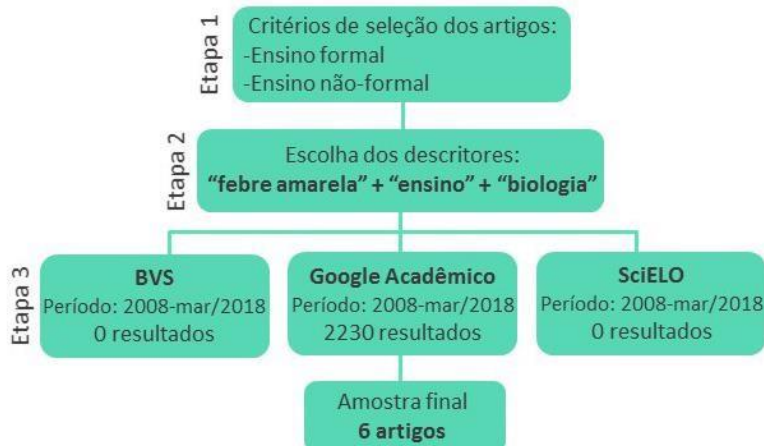 Etapa 1
Critérios de seleção dos artigos:
-Ensino formal
-Ensino não-formal
Etapa 2
Escolha dos descritores:
“febre amarela” + “ensino” + “biologia”
Etapa 3
BVS
Período: 2008-mar/2018
0 resultados
Google Acadêmico
Período: 2008-mar/2018
2230 resultados
SciELO
Período: 2008-mar/2018
0 resultados
Amostra final
6 artigos